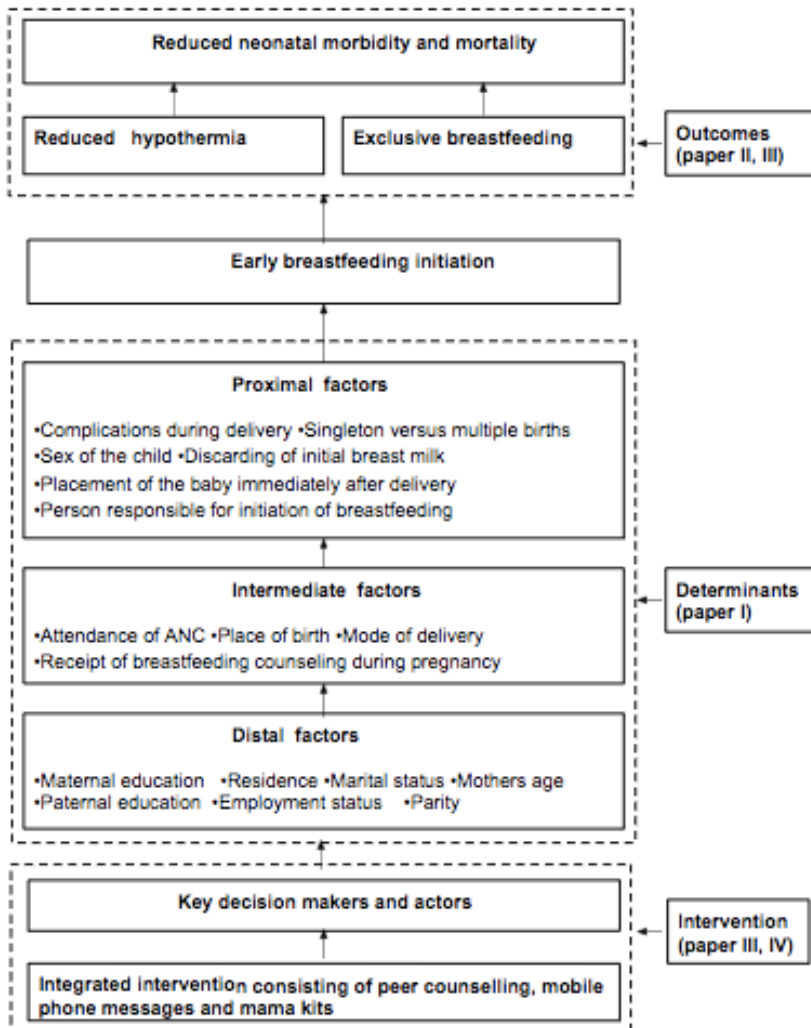 Reduced neonatal morbidity and mortality
Reduced hypothermia
Exclusive breastfeeding
Outcomes
(paper II, III)
Early breastfeeding initiation
Proximal factors
•Complications during delivery •Singleton versus multiple births
•Sex of the child •Discarding of initial breast milk
•Placement of the baby immediately after delivery
•Person responsible for initiation of breastfeeding
Intermediate factors
•Attendance of ANC •Place of birth •Mode of delivery
•Receipt of breastfeeding counseling during pregnancy
Determinants
(paper I)
Distal factors
•Maternal education •Residence •Marital status •Mothers age
•Paternal education •Employment status •Parity
Key decision makers and actors
Intervention
(paper III, IV)
Integrated intervention consisting of peer counselling, mobile
phone messages and mama kits